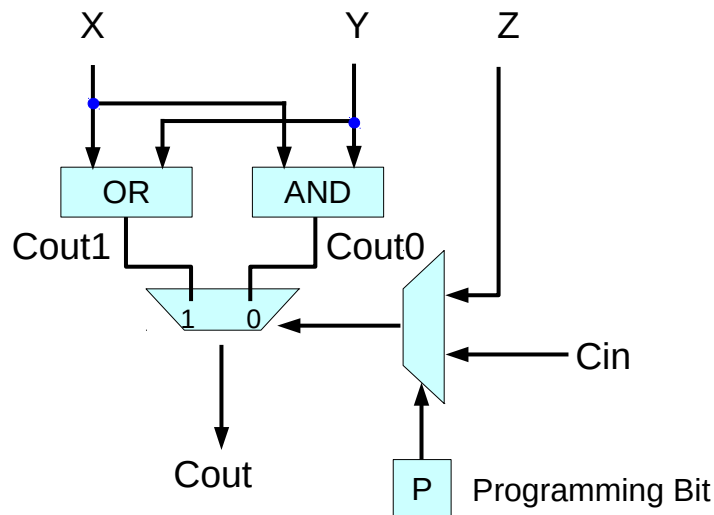 X Y Z
OR AND
Cout1 Cout0
1 0
Cin
Cout
P Programming Bit